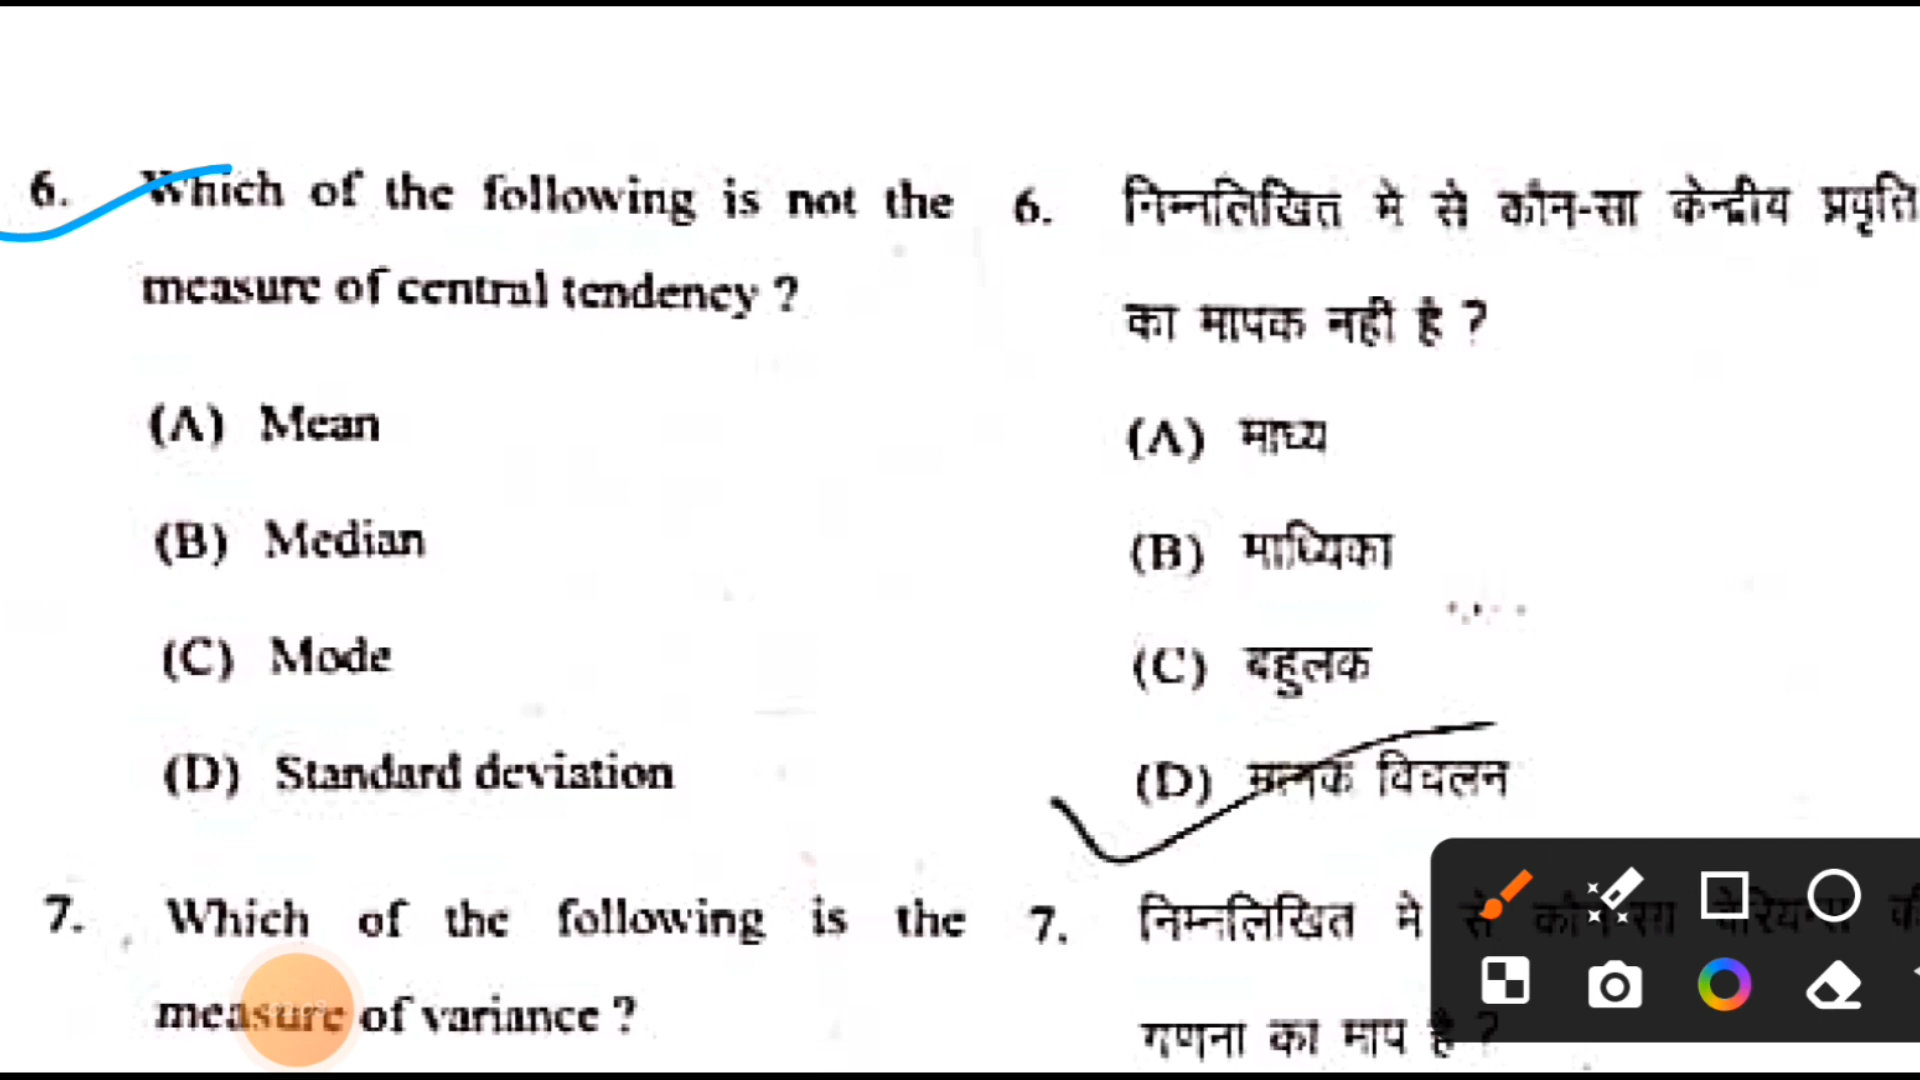 6. Which of the following is not the
measure of central tendency ?
(A) Mean
(B) Median
(C) Mode
(D) Standard deviation
7. Which of the following is the
measure of variance ?
6. निम्नलिखित मे से कौन-सा केन्द्रीय प्रवृति
का मापक नहीं है ?
(A) माध्य
(B) माध्यिका
(C) बहुलक
(D) मानक विचलन
7. निम्नलिखित मे से
गणना का माप है ?